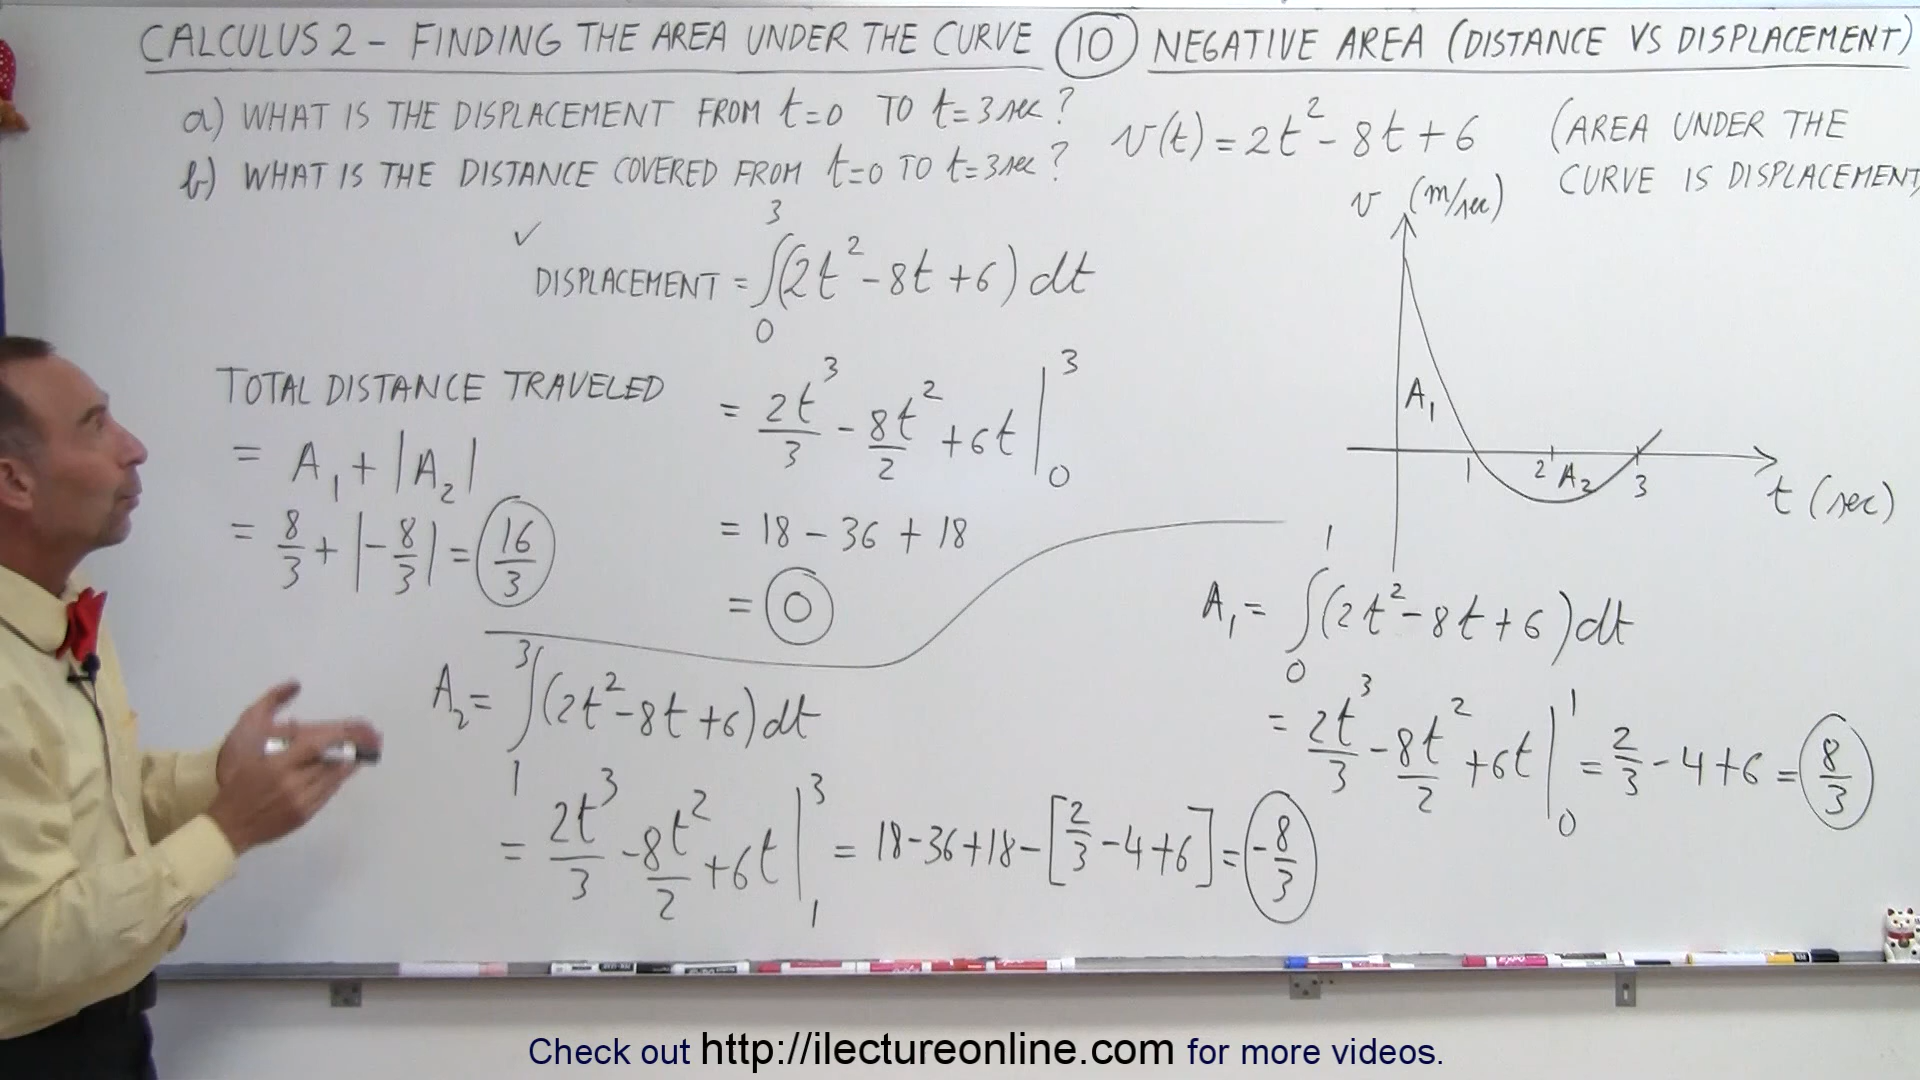 CALCULUS 2 - FINDING THE AREA UNDER THE CURVE (10) NEGATIVE AREA (DISTANCE VS DISPLACEMENT)
a) WHAT IS THE DISPLACEMENT FROM t=0 TO t=3 sec?
b) WHAT IS THE DISTANCE COVERED FROM t=0 TO t=3 sec?
v(t) = 2t² - 8t + 6
(AREA UNDER THE
CURVE IS DISPLACEMENT
✓
DISPLACEMENT = ∫₀³ (2t² - 8t + 6) dt
= 2t³/3 - 8t²/2 + 6t |₀³
= 18 - 36 + 18
= 0
TOTAL DISTANCE TRAVELED
= A₁ + |A₂|
= 8/3 + |-8/3| = 16/3
v (m/sec)
A₁
1 2 A₂ 3
t (sec)
A₁ = ∫₀¹ (2t² - 8t + 6) dt
= 2t³/3 - 8t²/2 + 6t |₀¹ = 2/3 - 4 + 6 = 8/3
A₂ = ∫₁³ (2t² - 8t + 6) dt
= 2t³/3 - 8t²/2 + 6t |₁³ = 18 - 36 + 18 - [2/3 - 4 + 6] = -8/3
Check out http://ilectureonline.com for more videos.